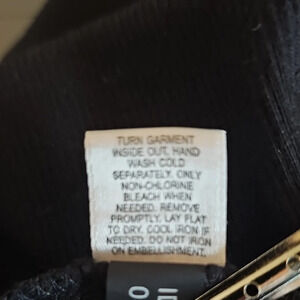 TURN GARMENT
INSIDE OUT, HAND
WASH COLD
SEPARATELY, ONLY
NON-CHLORINE
BLEACH WHEN
NEEDED. REMOVE
PROMPTLY, LAY FLAT
TO DRY, COOL IRON IF
NEEDED. DO NOT IRON
ON EMBELLISHMENT.